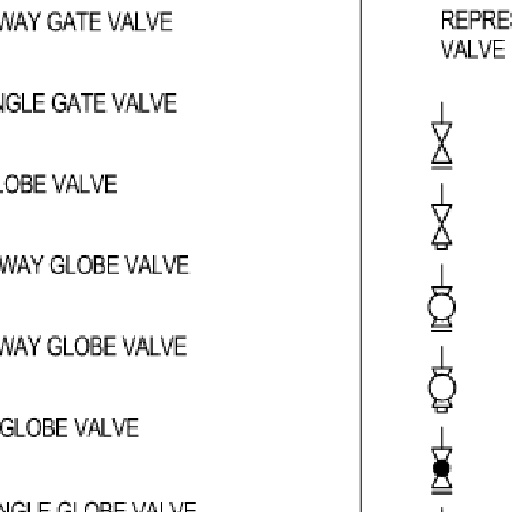 WAY GATE VALVE
NGLE GATE VALVE
LOBE VALVE
WAY GLOBE VALVE
WAY GLOBE VALVE
GLOBE VALVE
NGLE GLOBE VALVE
REPRES
VALVE